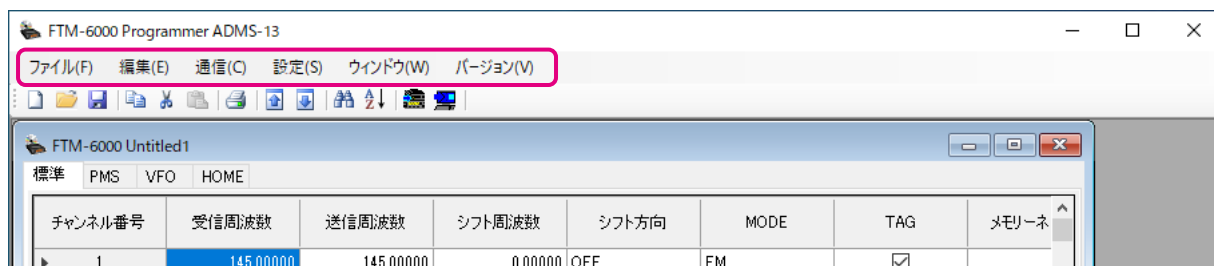 FTM-6000 Programmer ADMS-13
ファイル(F) 編集(E) 通信(C) 設定(S) ウィンドウ(W) バージョン(V)
FTM-6000 Untitled1
標準 PMS VFO HOME
チャンネル番号 受信周波数 送信周波数 シフト周波数 シフト方向 MODE TAG メモリーネ
1 145.00000 145.00000 0.00000 OFF FM